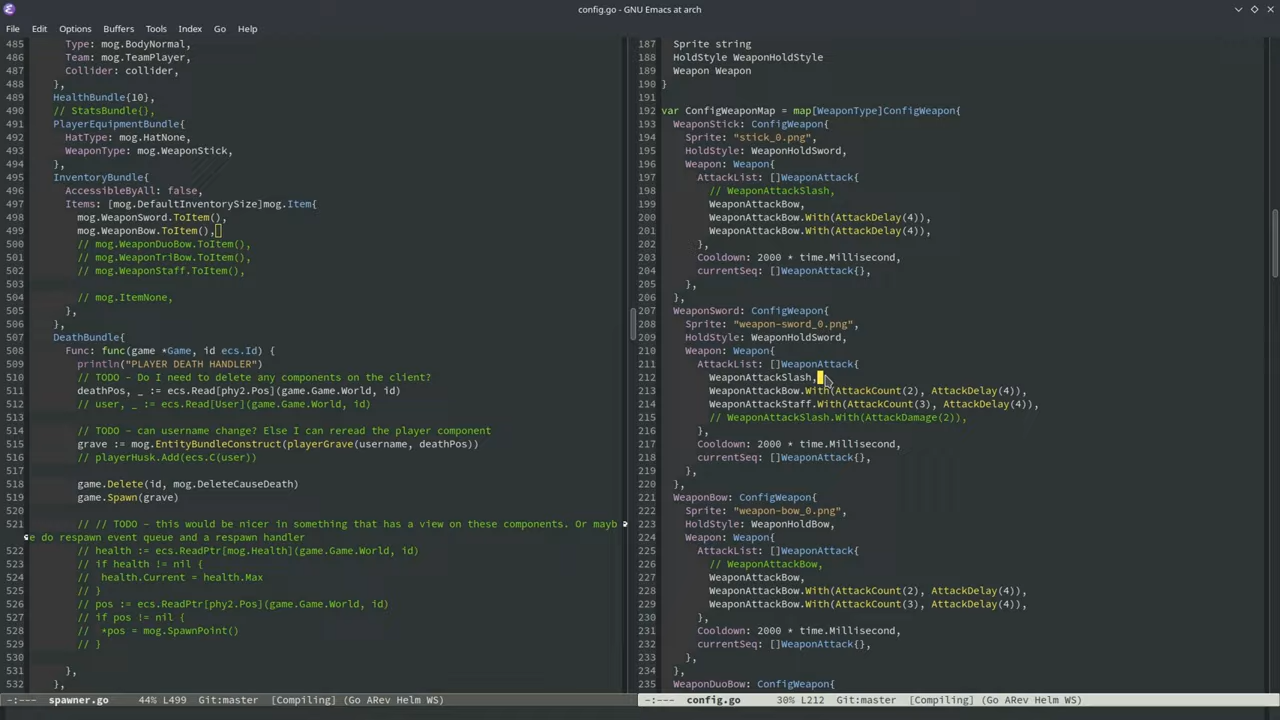 config.go - GNU Emacs at arch
File Edit Options Buffers Tools Index Go Help
485 Type: mog.BodyNormal,
486 Team: mog.TeamPlayer,
487 Collider: collider,
488 },
489 HealthBundle{10},
490 // StatsBundle{},
491 PlayerEquipmentBundle{
492 HatType: mog.HatNone,
493 WeaponType: mog.WeaponStick,
494 },
495 InventoryBundle{
496 AccessibleByAll: false,
497 Items: [mog.DefaultInventorySize]mog.Item{
498 mog.WeaponSword.ToItem(),
499 mog.WeaponBow.ToItem(),
500 // mog.WeaponDuoBow.ToItem(),
501 // mog.WeaponTriBow.ToItem(),
502 // mog.WeaponStaff.ToItem(),
503
504 // mog.ItemNone,
505 },
506 },
507 DeathBundle{
508 Func: func(game *Game, id ecs.Id) {
509 println("PLAYER DEATH HANDLER")
510 // TODO - Do I need to delete any components on the client?
511 deathPos, _ := ecs.Read[phy2.Pos](game.Game.World, id)
512 // user, _ := ecs.Read[User](game.Game.World, id)
513
514 // TODO - can username change? Else I can reread the player component
515 grave := mog.EntityBundleConstruct(playerGrave(username, deathPos))
516 // playerHusk.Add(ecs.C(user))
517
518 game.Delete(id, mog.DeleteCauseDeath)
519 game.Spawn(grave)
520
521 // // TODO - this would be nicer in something that has a view on these components. Or mayb
e do respawn event queue and a respawn handler
522 // health := ecs.ReadPtr[mog.Health](game.Game.World, id)
523 // if health != nil {
524 // health.Current = health.Max
525 // }
526 // pos := ecs.ReadPtr[phy2.Pos](game.Game.World, id)
527 // if pos != nil {
528 // *pos = mog.SpawnPoint()
529 // }
530
531 },
532 },
-:--- spawner.go 44% L499 Git:master [Compiling] (Go ARev Helm WS)
187 Sprite string
188 HoldStyle WeaponHoldStyle
189 Weapon Weapon
190 }
191
192 var ConfigWeaponMap = map[WeaponType]ConfigWeapon{
193 WeaponStick: ConfigWeapon{
194 Sprite: "stick_0.png",
195 HoldStyle: WeaponHoldSword,
196 Weapon: Weapon{
197 AttackList: []WeaponAttack{
198 // WeaponAttackSlash,
199 WeaponAttackBow,
200 WeaponAttackBow.With(AttackDelay(4)),
201 WeaponAttackBow.With(AttackDelay(4)),
202 },
203 Cooldown: 2000 * time.Millisecond,
204 currentSeq: []WeaponAttack{},
205 },
206 },
207 WeaponSword: ConfigWeapon{
208 Sprite: "weapon-sword_0.png",
209 HoldStyle: WeaponHoldSword,
210 Weapon: Weapon{
211 AttackList: []WeaponAttack{
212 WeaponAttackSlash,
213 WeaponAttackBow.With(AttackCount(2), AttackDelay(4)),
214 WeaponAttackStaff.With(AttackCount(3), AttackDelay(4)),
215 // WeaponAttackSlash.With(AttackDamage(2)),
216 },
217 Cooldown: 2000 * time.Millisecond,
218 currentSeq: []WeaponAttack{},
219 },
220 },
221 WeaponBow: ConfigWeapon{
222 Sprite: "weapon-bow_0.png",
223 HoldStyle: WeaponHoldBow,
224 Weapon: Weapon{
225 AttackList: []WeaponAttack{
226 // WeaponAttackBow,
227 WeaponAttackBow,
228 WeaponAttackBow.With(AttackCount(2), AttackDelay(4)),
229 WeaponAttackBow.With(AttackCount(3), AttackDelay(4)),
230 },
231 Cooldown: 2000 * time.Millisecond,
232 currentSeq: []WeaponAttack{},
233 },
234 },
235 WeaponDuoBow: ConfigWeapon{
-:--- config.go 30% L212 Git:master [Compiling] (Go ARev Helm WS)